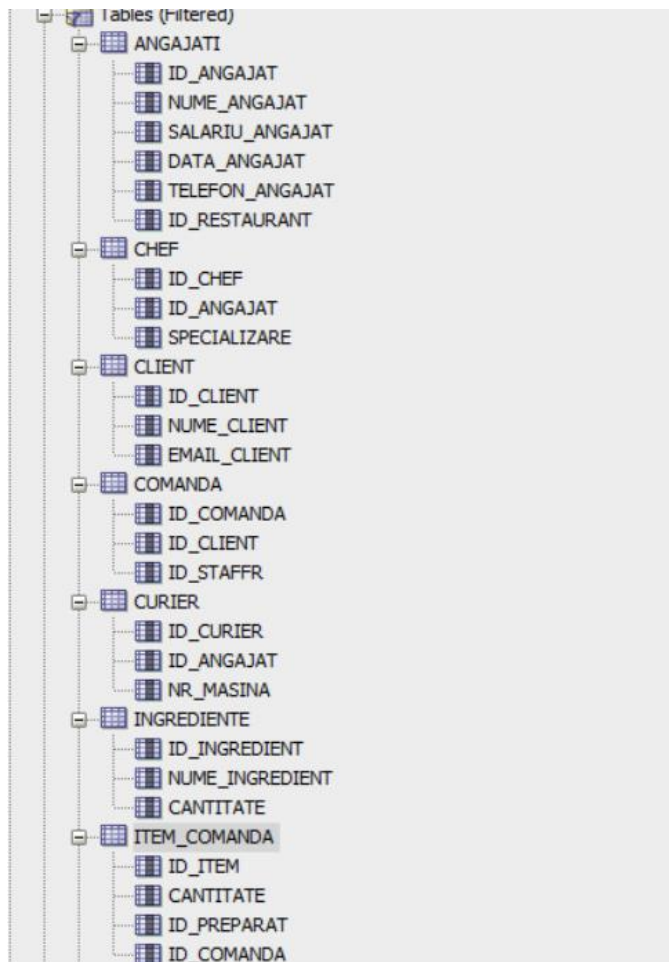 Tables (Filtered)
ANGAJATI
ID_ANGAJAT
NUME_ANGAJAT
SALARIU_ANGAJAT
DATA_ANGAJAT
TELEFON_ANGAJAT
ID_RESTAURANT
CHEF
ID_CHEF
ID_ANGAJAT
SPECIALIZARE
CLIENT
ID_CLIENT
NUME_CLIENT
EMAIL_CLIENT
COMANDA
ID_COMANDA
ID_CLIENT
ID_STAFFR
CURIER
ID_CURIER
ID_ANGAJAT
NR_MASINA
INGREDIENTE
ID_INGREDIENT
NUME_INGREDIENT
CANTITATE
ITEM_COMANDA
ID_ITEM
CANTITATE
ID_PREPARAT
ID_COMANDA